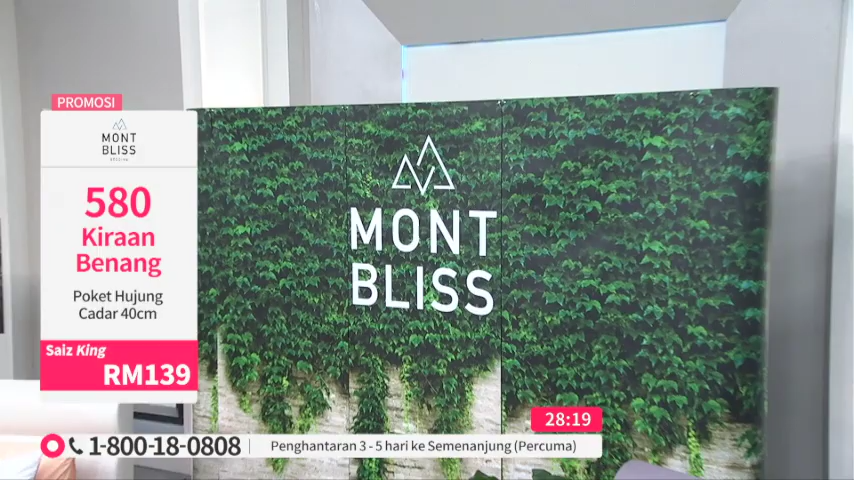 PROMOSI
MONT
BLISS
580
Kiraan
Benang
Poket Hujung
Cadar 40cm
Saiz King
RM139
MONT
BLISS
28:19
1-800-18-0808
Penghantaran 3 - 5 hari ke Semenanjung (Percuma)